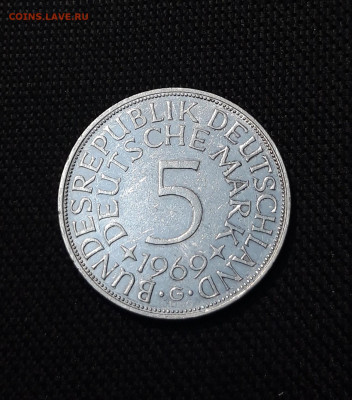 COINS.LAVE.RU
BUNDESREPUBLIK DEUTSCHLAND
DEUTSCHE MARK
5
1969
G